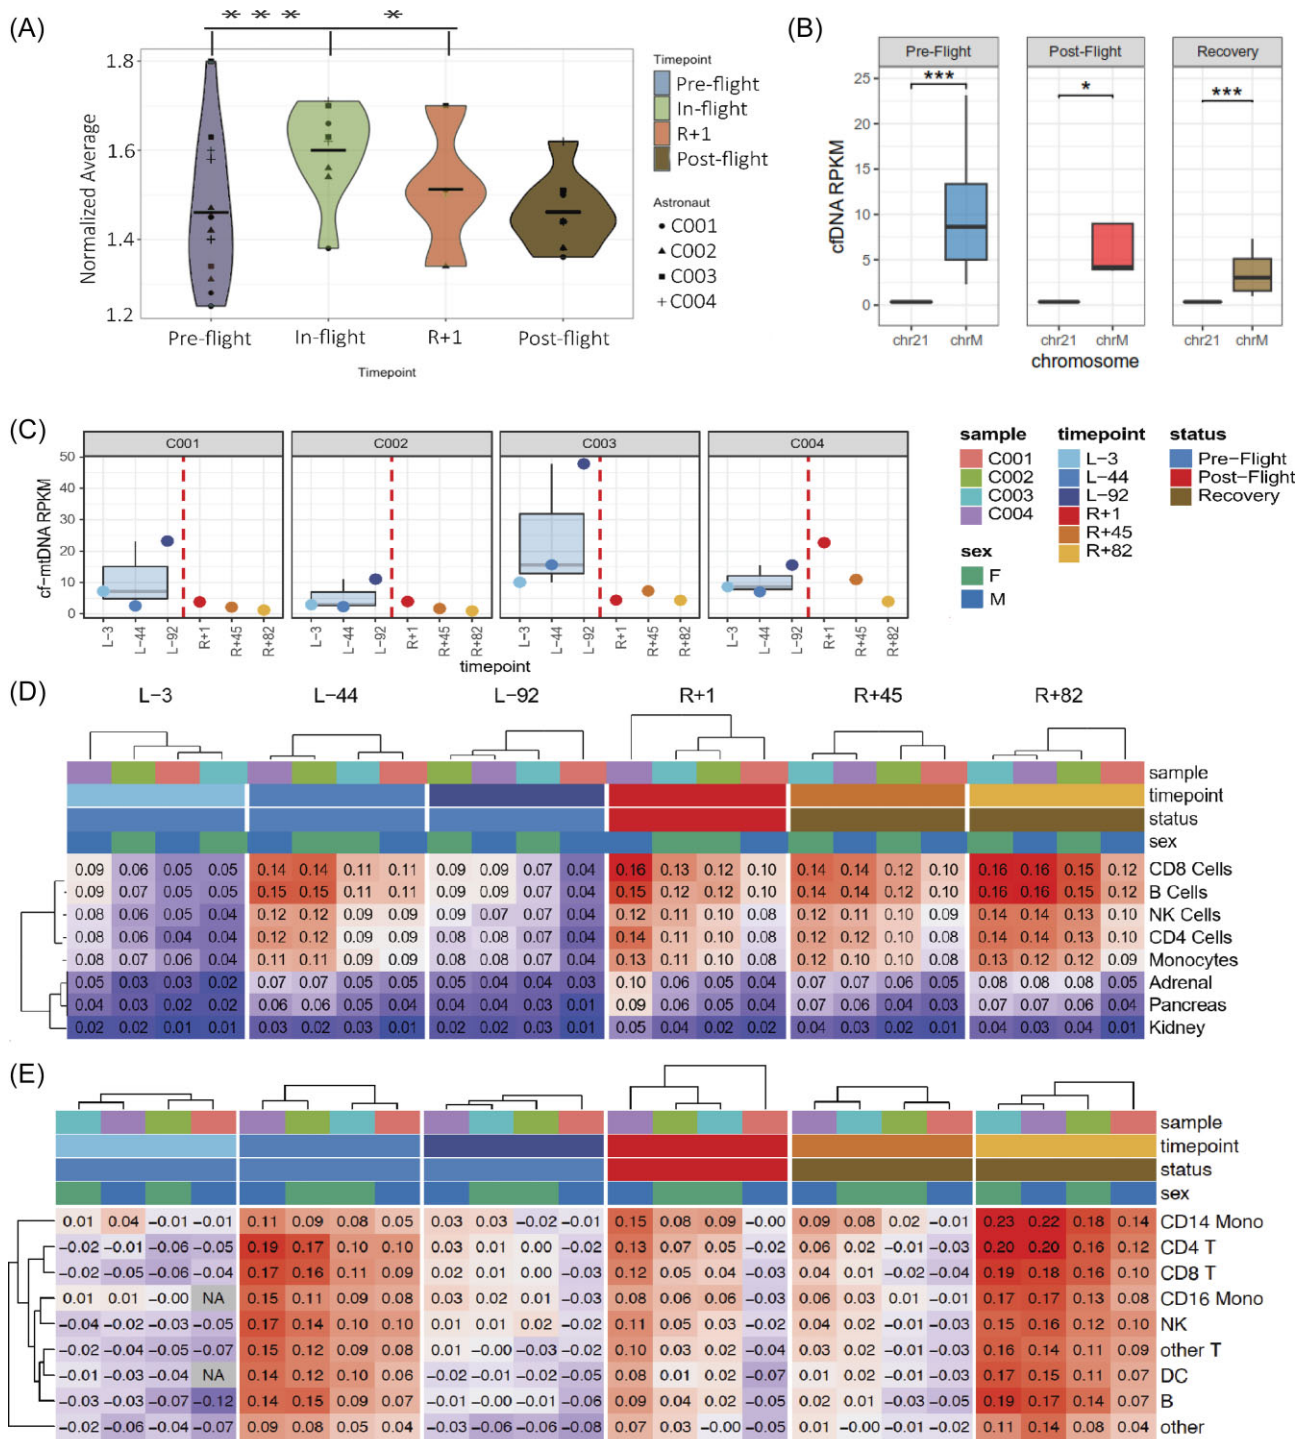 (A)
* * * *
1.8
1.6
1.4
1.2
Normalized Average
Pre-flight In-flight R+1 Post-flight
Timepoint
Timepoint
Pre-flight
In-flight
R+1
Post-flight
Astronaut
C001
C002
C003
C004
(B)
Pre-Flight Post-Flight Recovery
*** * ***
25
20
15
10
5
0
cfDNA RPKM
chr21 chrM chr21 chrM chr21 chrM
chromosome
(C)
C001 C002 C003 C004
50
40
30
20
10
0
cf-mtDNA RPKM
L-3 L-44 L-92 R+1 R+45 R+82 L-3 L-44 L-92 R+1 R+45 R+82 L-3 L-44 L-92 R+1 R+45 R+82 L-3 L-44 L-92 R+1 R+45 R+82
timepoint
sample
C001
C002
C003
C004
sex
F
M
timepoint
L-3
L-44
L-92
R+1
R+45
R+82
status
Pre-Flight
Post-Flight
Recovery
(D)
L-3 L-44 L-92 R+1 R+45 R+82
sample
timepoint
status
sex
0.09 0.06 0.05 0.05 0.14 0.14 0.11 0.11 0.09 0.09 0.07 0.04 0.16 0.13 0.12 0.10 0.14 0.14 0.12 0.10 0.16 0.16 0.15 0.12 CD8 Cells
0.09 0.07 0.05 0.05 0.15 0.15 0.11 0.11 0.09 0.09 0.07 0.04 0.15 0.12 0.12 0.10 0.14 0.14 0.12 0.10 0.16 0.16 0.15 0.12 B Cells
0.08 0.06 0.05 0.04 0.12 0.12 0.09 0.09 0.09 0.07 0.07 0.04 0.12 0.11 0.10 0.08 0.12 0.11 0.10 0.09 0.14 0.14 0.13 0.10 NK Cells
0.08 0.06 0.04 0.04 0.12 0.12 0.09 0.09 0.08 0.08 0.07 0.04 0.14 0.11 0.10 0.08 0.12 0.12 0.10 0.08 0.14 0.14 0.13 0.10 CD4 Cells
0.08 0.07 0.06 0.04 0.11 0.11 0.09 0.09 0.08 0.08 0.07 0.04 0.13 0.11 0.10 0.08 0.12 0.10 0.10 0.08 0.13 0.12 0.12 0.09 Monocytes
0.05 0.03 0.03 0.02 0.07 0.07 0.05 0.05 0.05 0.04 0.04 0.03 0.10 0.06 0.05 0.05 0.07 0.07 0.06 0.05 0.08 0.08 0.08 0.05 Adrenal
0.04 0.03 0.02 0.02 0.06 0.06 0.05 0.04 0.04 0.04 0.03 0.01 0.09 0.06 0.05 0.04 0.07 0.06 0.04 0.03 0.07 0.07 0.06 0.04 Pancreas
0.02 0.02 0.01 0.01 0.03 0.02 0.03 0.01 0.02 0.02 0.03 0.01 0.05 0.04 0.02 0.02 0.04 0.03 0.02 0.01 0.04 0.03 0.04 0.01 Kidney
(E)
sample
timepoint
status
sex
0.01 0.04 -0.01 -0.01 0.11 0.09 0.08 0.05 0.03 0.03 -0.02 -0.01 0.15 0.08 0.09 -0.00 0.09 0.08 0.02 -0.01 0.23 0.22 0.18 0.14 CD14 Mono
-0.02 -0.01 -0.06 -0.05 0.19 0.17 0.10 0.10 0.03 0.01 0.00 -0.02 0.13 0.07 0.05 -0.02 0.06 0.02 -0.01 -0.03 0.20 0.20 0.16 0.12 CD4 T
-0.02 -0.05 -0.06 -0.04 0.17 0.16 0.11 0.09 0.02 0.01 0.00 -0.03 0.12 0.05 0.04 -0.03 0.04 0.01 -0.02 -0.04 0.19 0.18 0.16 0.10 CD8 T
0.01 0.01 -0.00 NA 0.15 0.11 0.09 0.08 0.03 0.02 0.01 -0.03 0.08 0.06 0.06 -0.03 0.06 0.03 0.01 -0.01 0.17 0.17 0.13 0.08 CD16 Mono
-0.04 -0.02 -0.03 -0.05 0.17 0.14 0.10 0.10 0.01 0.01 0.02 -0.03 0.11 0.05 0.03 -0.02 0.04 0.02 -0.01 -0.03 0.15 0.16 0.12 0.10 NK
-0.02 -0.04 -0.05 -0.07 0.15 0.12 0.09 0.08 0.01 -0.00 -0.03 -0.02 0.10 0.03 0.02 -0.04 0.03 0.02 -0.01 -0.02 0.16 0.14 0.11 0.09 other T
-0.01 -0.03 -0.04 NA 0.14 0.12 0.10 0.06 -0.02 -0.01 -0.02 -0.05 0.08 0.01 0.02 -0.07 0.01 0.02 -0.01 -0.05 0.17 0.15 0.11 0.07 DC
-0.03 -0.03 -0.07 -0.12 0.14 0.15 0.09 0.07 -0.01 -0.01 -0.00 -0.06 0.09 0.04 0.02 -0.05 0.02 0.01 -0.03 -0.05 0.19 0.17 0.14 0.07 B
-0.02 -0.06 -0.04 -0.07 0.09 0.08 0.05 0.04 -0.03 -0.06 -0.06 -0.08 0.07 0.03 -0.00 -0.05 0.01 -0.00 -0.01 -0.02 0.11 0.14 0.08 0.04 other